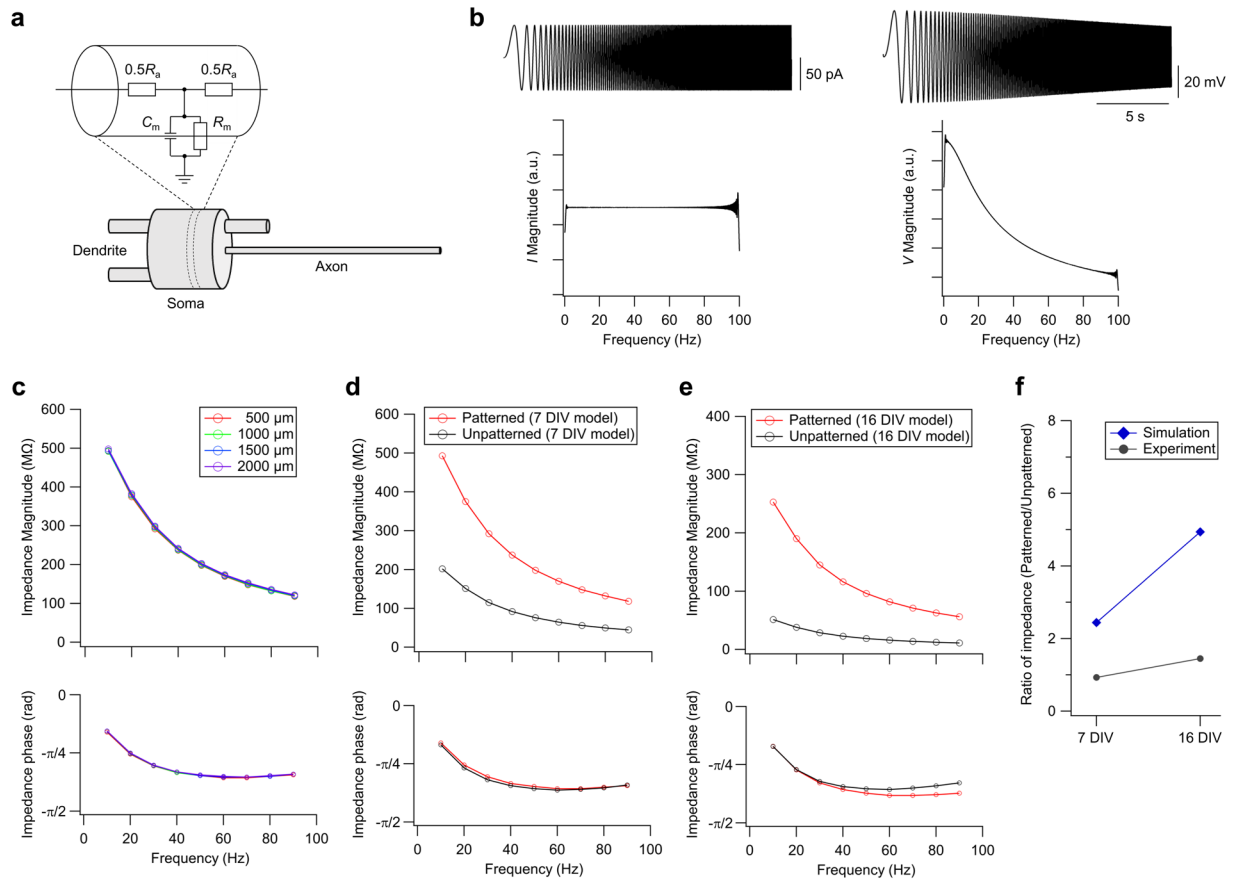 a
0.5Ra
0.5Ra
Cm
Rm
Dendrite
Axon
Soma
b
50 pA
20 mV
5 s
I Magnitude (a.u.)
0 20 40 60 80 100
Frequency (Hz)
V Magnitude (a.u.)
0 20 40 60 80 100
Frequency (Hz)
c
Impedance Magnitude (MΩ)
600
500
400
300
200
100
0
500 µm
1000 µm
1500 µm
2000 µm
Impedance phase (rad)
0
-π/4
-π/2
0 20 40 60 80 100
Frequency (Hz)
d
Impedance Magnitude (MΩ)
600
500
400
300
200
100
0
Patterned (7 DIV model)
Unpatterned (7 DIV model)
Impedance phase (rad)
0
-π/4
-π/2
0 20 40 60 80 100
Frequency (Hz)
e
Impedance Magnitude (MΩ)
400
300
200
100
0
Patterned (16 DIV model)
Unpatterned (16 DIV model)
Impedance phase (rad)
0
-π/4
-π/2
0 20 40 60 80 100
Frequency (Hz)
f
Ratio of impedance (Patterned/Unpatterned)
8
6
4
2
0
Simulation
Experiment
7 DIV 16 DIV